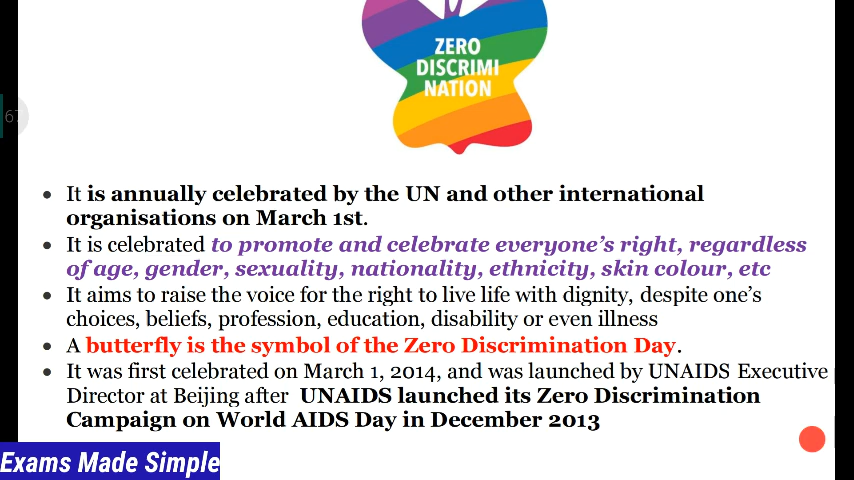 ZERO
DISCRIMI
NATION
67
It is annually celebrated by the UN and other international
organisations on March 1st.
It is celebrated to promote and celebrate everyone's right, regardless
of age, gender, sexuality, nationality, ethnicity, skin colour, etc
It aims to raise the voice for the right to live life with dignity, despite one's
choices, beliefs, profession, education, disability or even illness
A butterfly is the symbol of the Zero Discrimination Day.
It was first celebrated on March 1, 2014, and was launched by UNAIDS Executive
Director at Beijing after UNAIDS launched its Zero Discrimination
Campaign on World AIDS Day in December 2013
Exams Made Simple